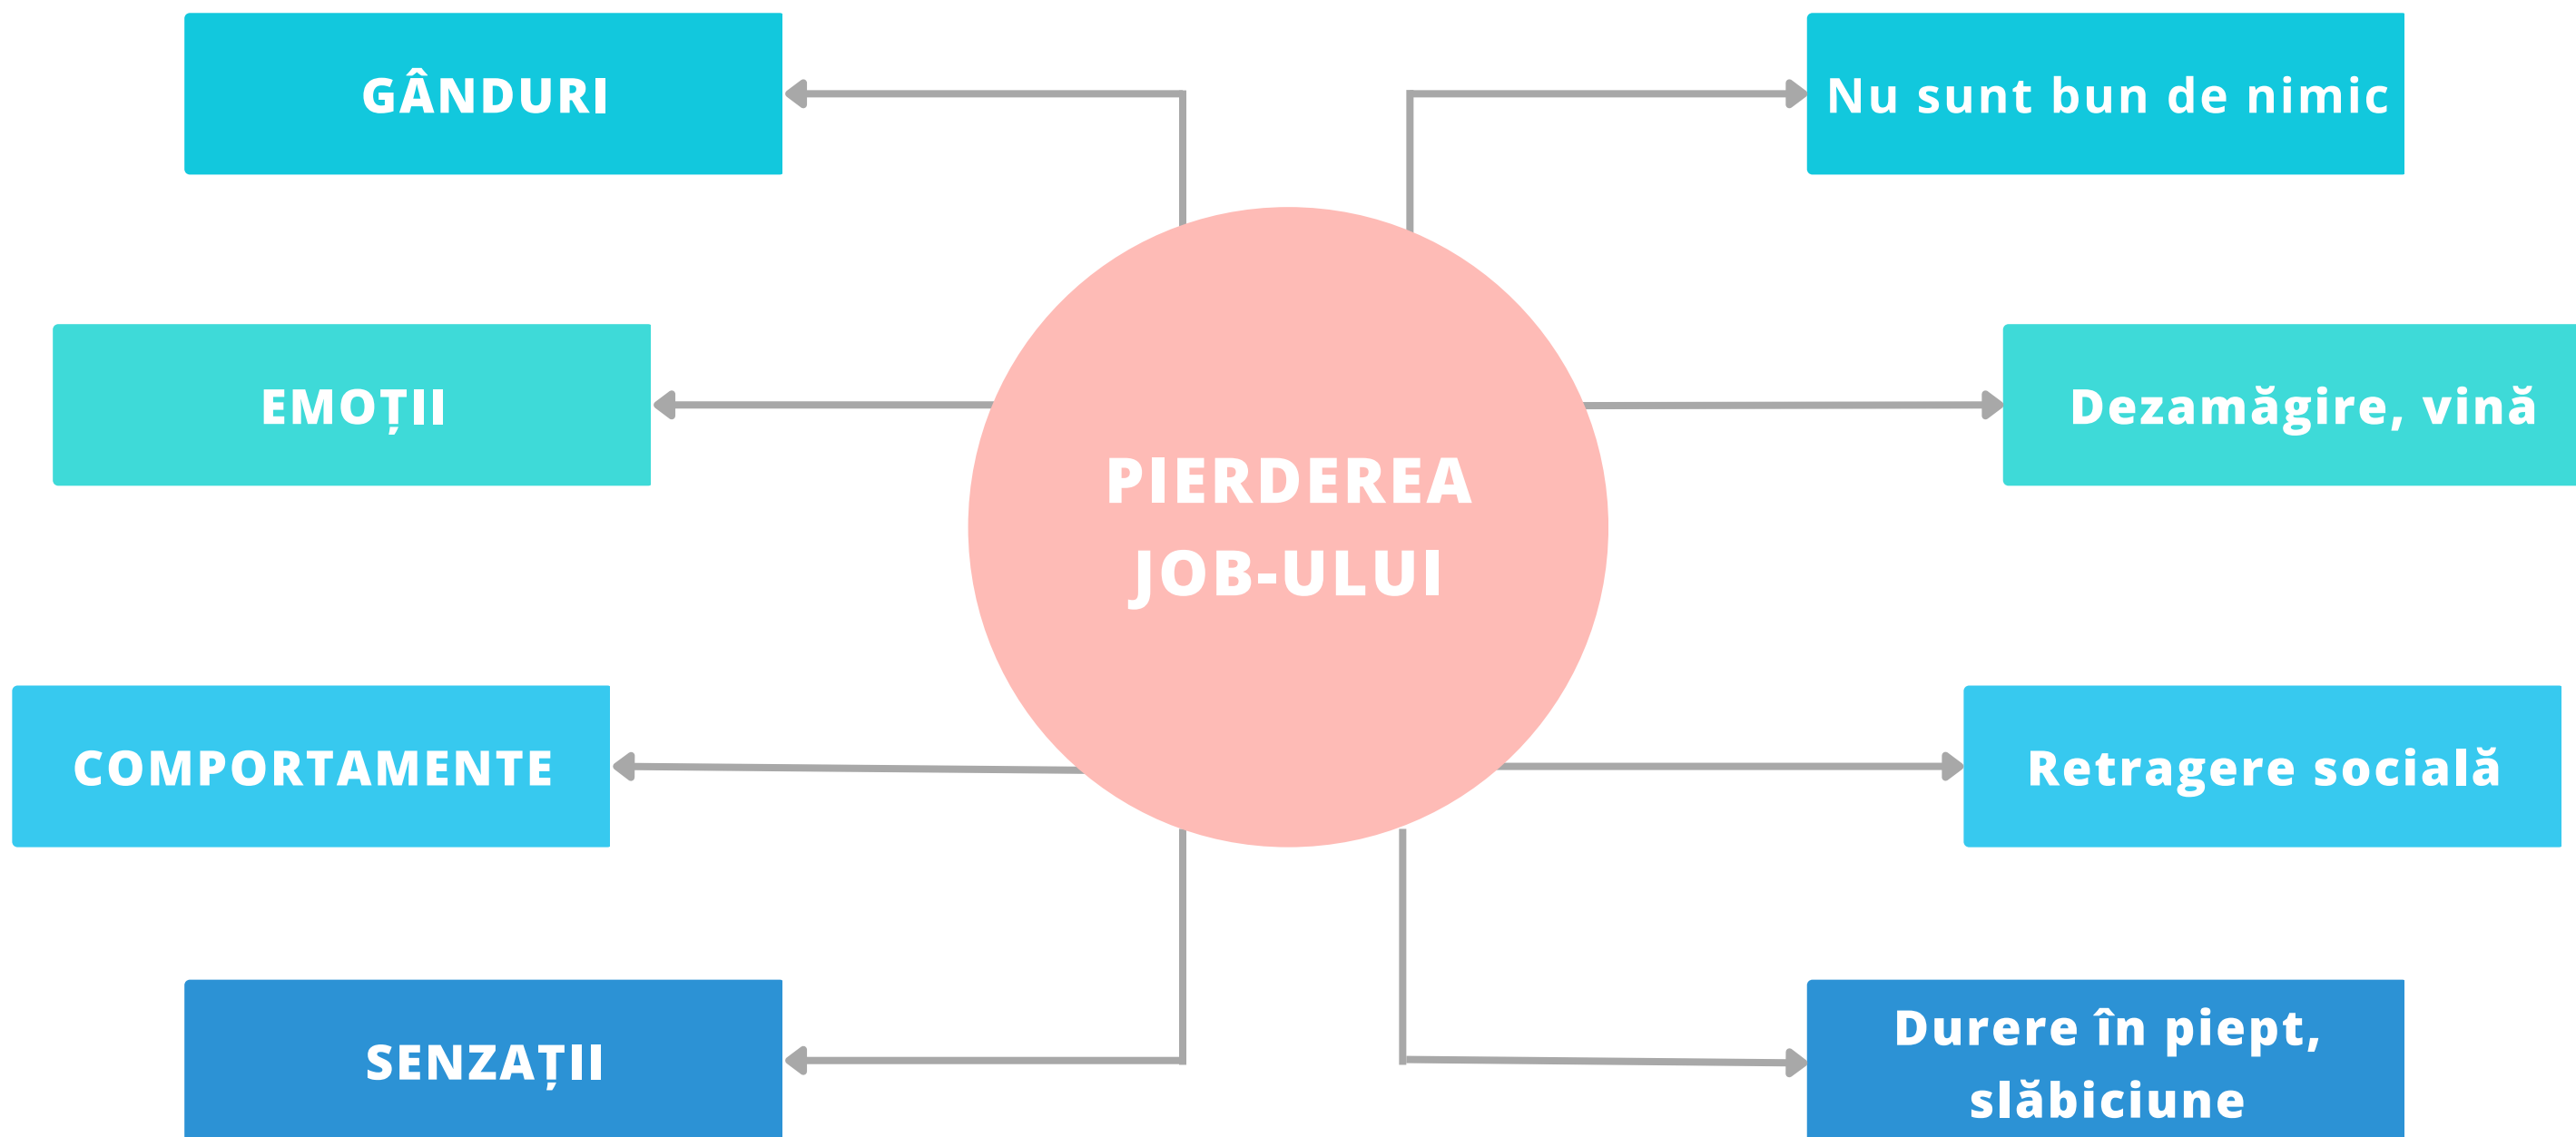 GÂNDURI
Nu sunt bun de nimic
EMOȚII
Dezamăgire, vină
PIERDEREA
JOB-ULUI
COMPORTAMENTE
Retragere socială
SENZAȚII
Durere în piept,
slăbiciune